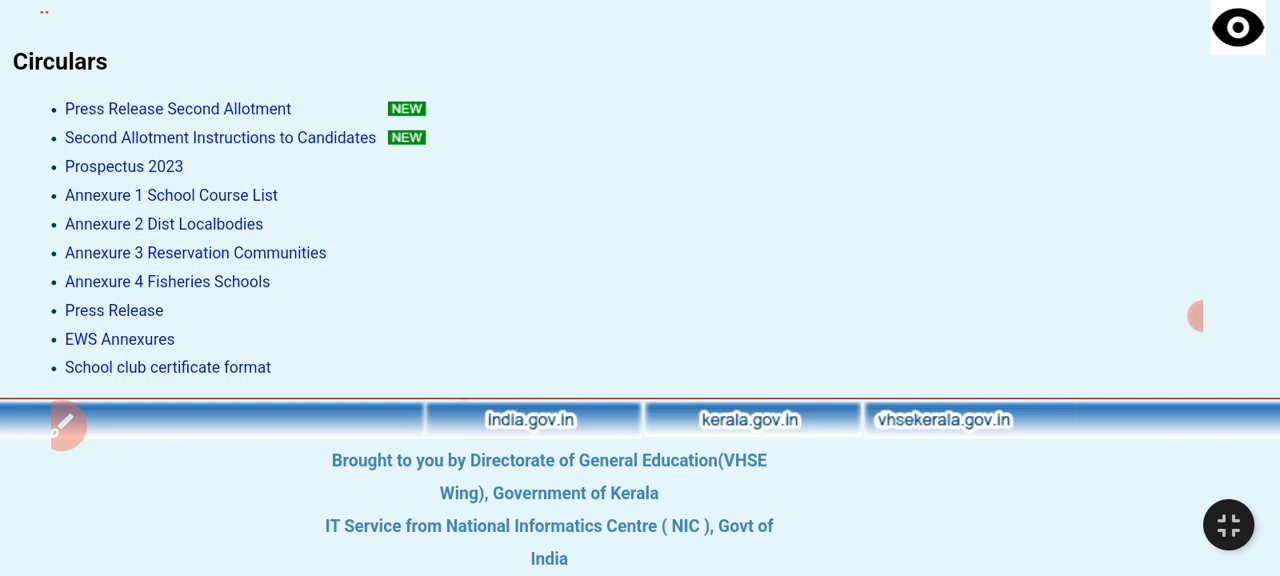 Circulars
Press Release Second Allotment NEW
Second Allotment Instructions to Candidates NEW
Prospectus 2023
Annexure 1 School Course List
Annexure 2 Dist Localbodies
Annexure 3 Reservation Communities
Annexure 4 Fisheries Schools
Press Release
EWS Annexures
School club certificate format
india.gov.in kerala.gov.in vhsekerala.gov.in
Brought to you by Directorate of General Education(VHSE
Wing), Government of Kerala
IT Service from National Informatics Centre ( NIC ), Govt of
India